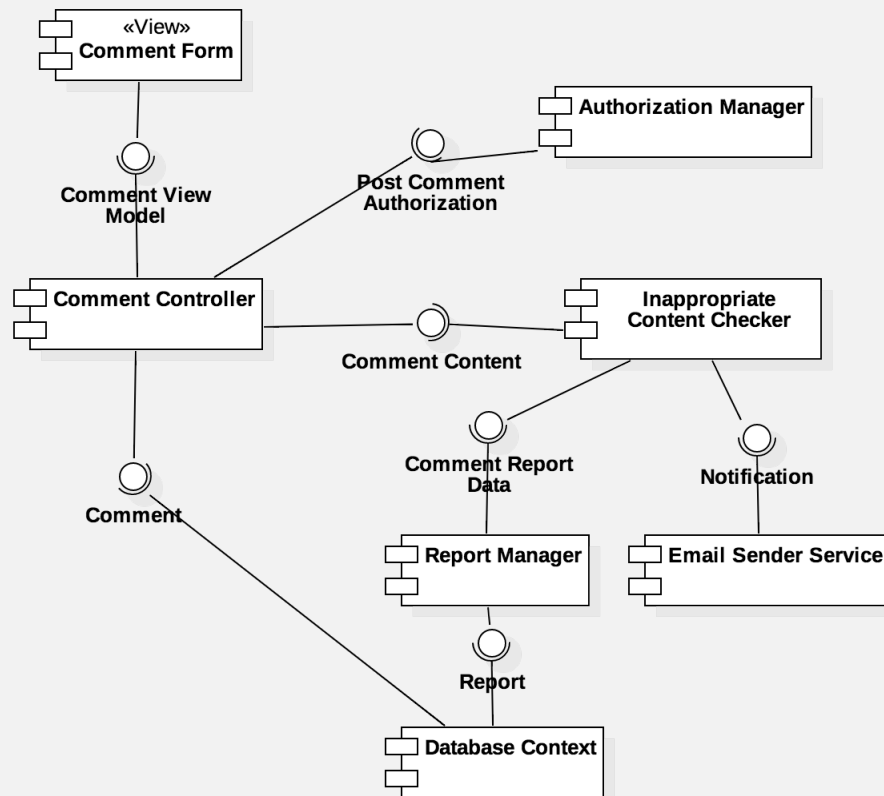 «View»
Comment Form
Authorization Manager
Comment View
Model
Post Comment
Authorization
Comment Controller
Inappropriate
Content Checker
Comment Content
Comment Report
Data
Notification
Comment
Report Manager
Email Sender Service
Report
Database Context